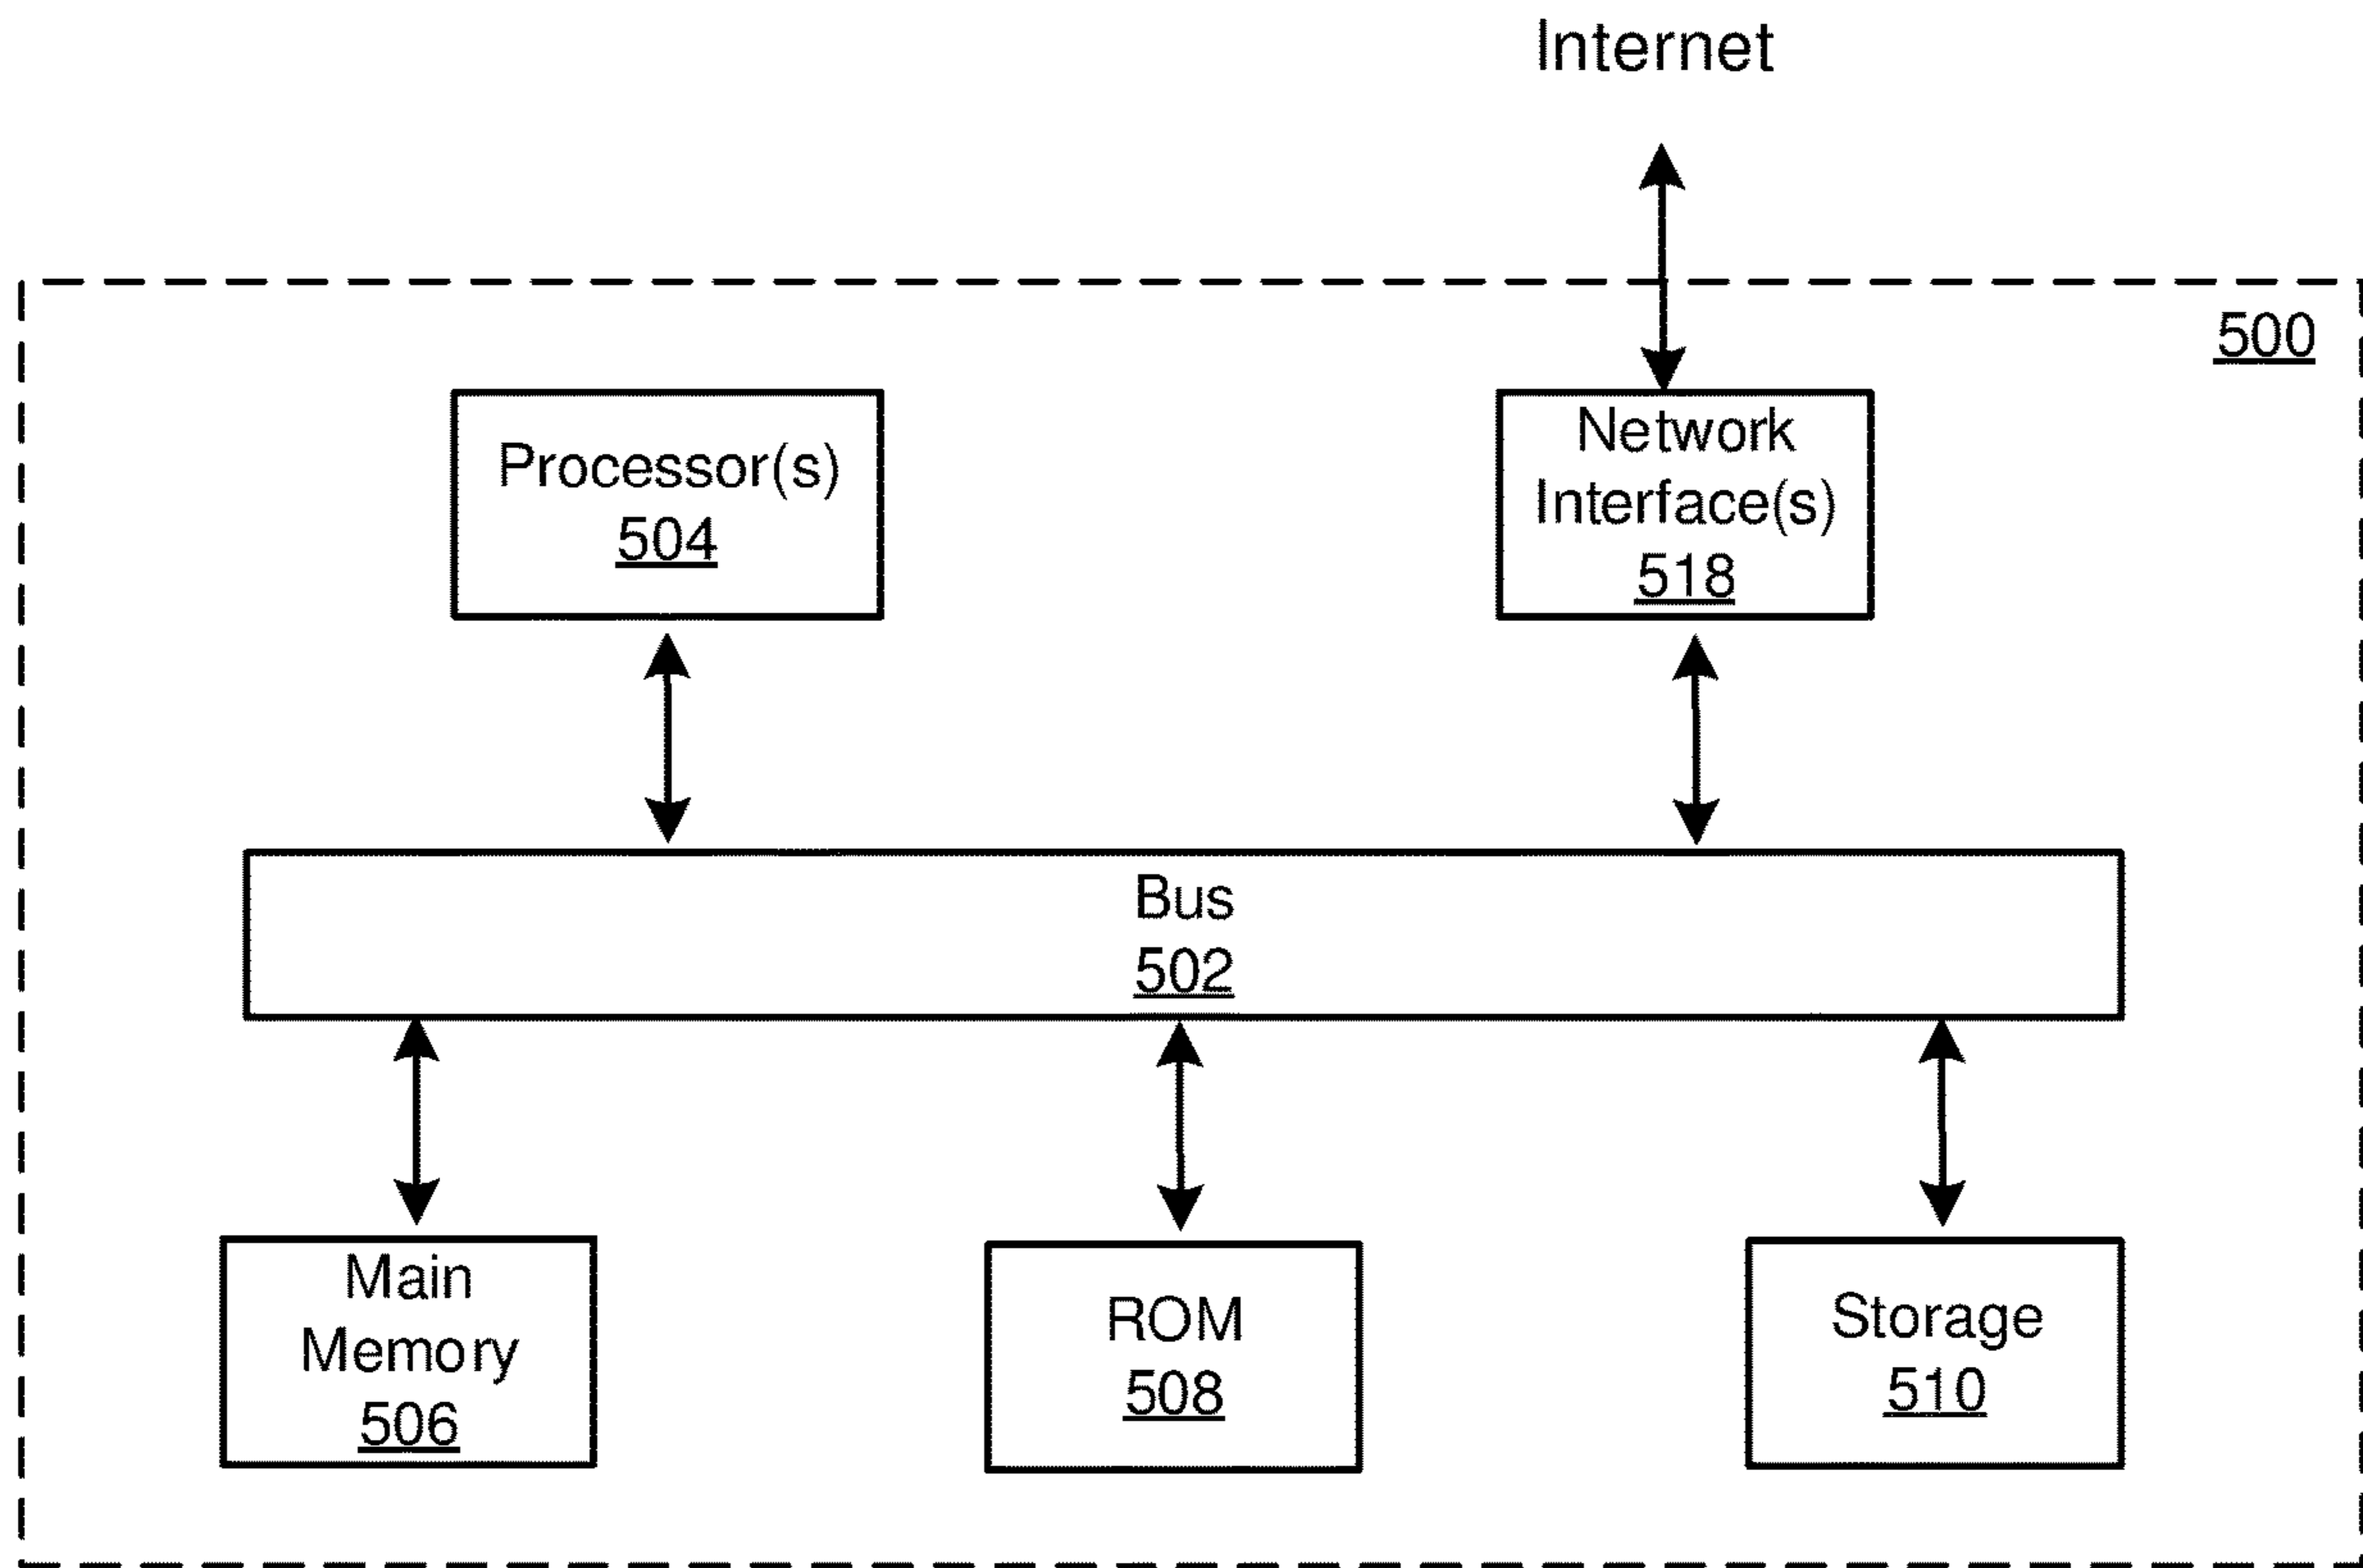 Internet
500
Processor(s)
504
Network
Interface(s)
518
Bus
502
Main
Memory
506
ROM
508
Storage
510